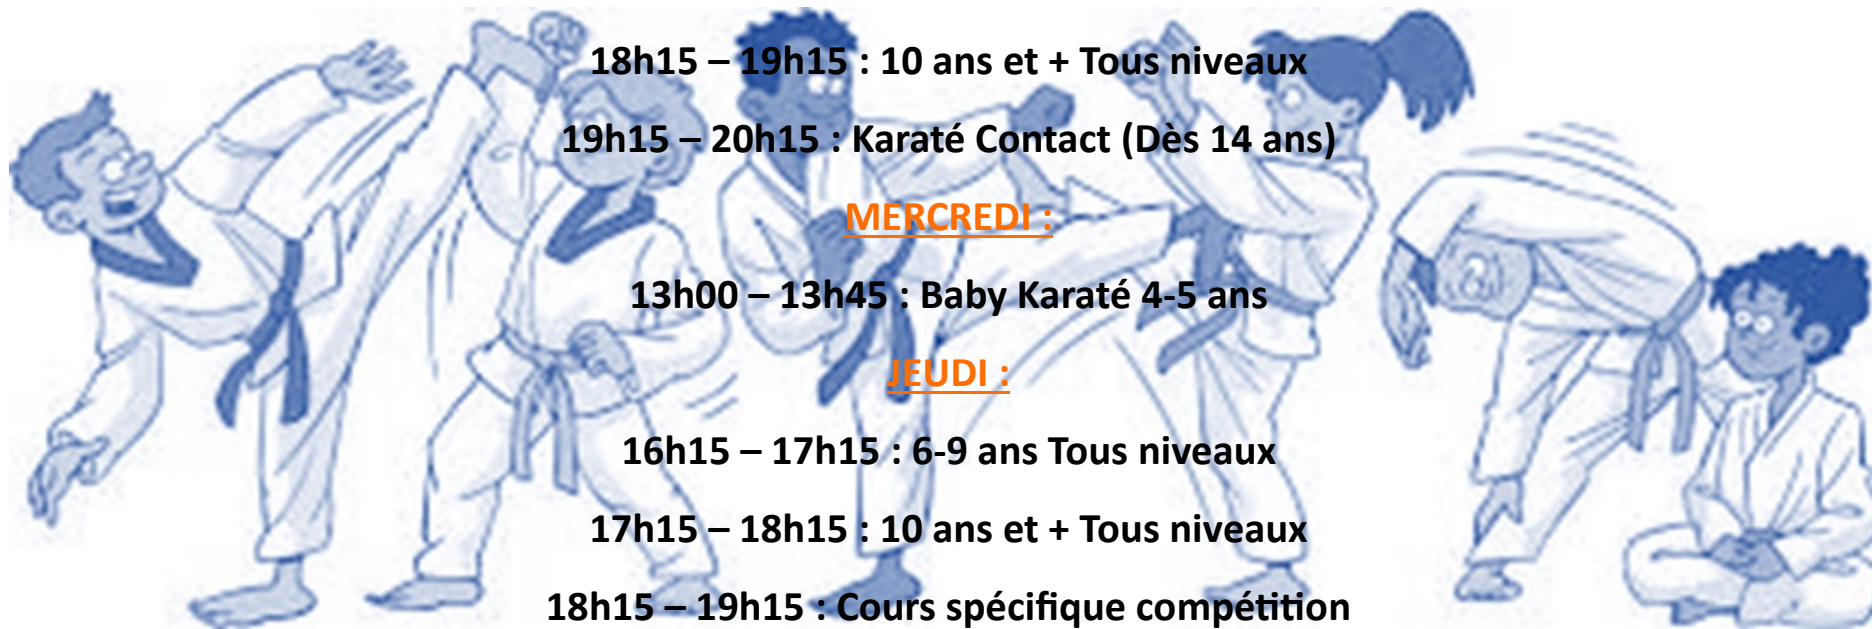 18h15 – 19h15 : 10 ans et + Tous niveaux
19h15 – 20h15 : Karaté Contact (Dès 14 ans)
MERCREDI :
13h00 – 13h45 : Baby Karaté 4-5 ans
JEUDI :
16h15 – 17h15 : 6-9 ans Tous niveaux
17h15 – 18h15 : 10 ans et + Tous niveaux
18h15 – 19h15 : Cours spécifique compétition